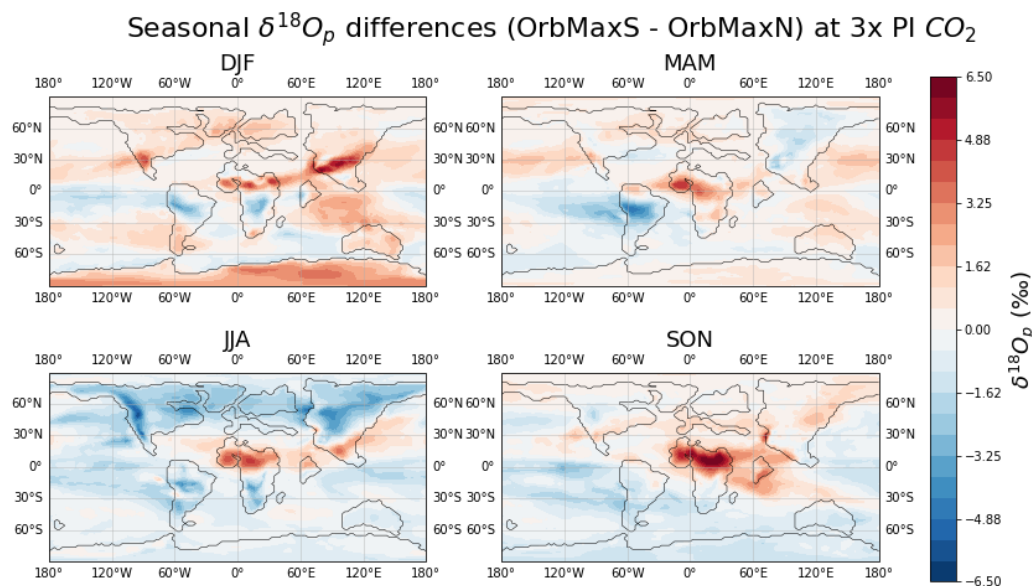 Seasonal δ¹⁸Oₚ differences (OrbMaxS - OrbMaxN) at 3x PI CO₂
DJF
MAM
180° 120°W 60°W 0° 60°E 120°E 180°
180° 120°W 60°W 0° 60°E 120°E 180°
60°N 60°N 60°N 60°N
30°N 30°N 30°N 30°N
0° 0° 0° 0°
30°S 30°S 30°S 30°S
60°S 60°S 60°S 60°S
180° 120°W 60°W 0° 60°E 120°E 180°
180° 120°W 60°W 0° 60°E 120°E 180°
JJA
SON
180° 120°W 60°W 0° 60°E 120°E 180°
180° 120°W 60°W 0° 60°E 120°E 180°
60°N 60°N 60°N 60°N
30°N 30°N 30°N 30°N
0° 0° 0° 0°
30°S 30°S 30°S 30°S
60°S 60°S 60°S 60°S
180° 120°W 60°W 0° 60°E 120°E 180°
180° 120°W 60°W 0° 60°E 120°E 180°
6.50
4.88
3.25
1.62
0.00
−1.62
−3.25
−4.88
−6.50
δ¹⁸Oₚ (‰)